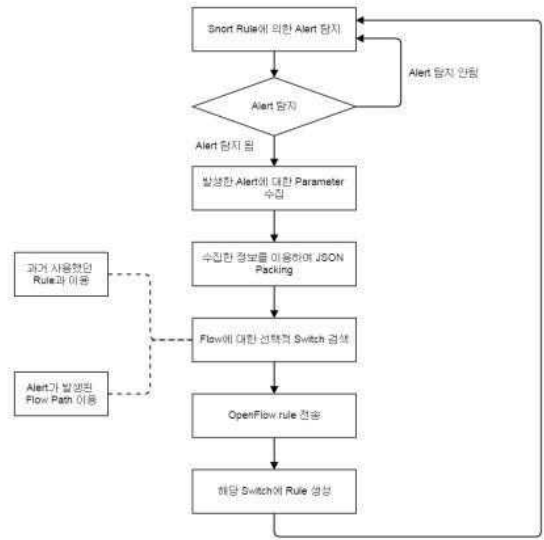 Snort Rule에 의한 Alert 탐지
Alert 탐지 안됨
Alert 탐지
Alert 탐지 됨
발생한 Alert에 대한 Parameter
수집
수집한 정보를 이용하여 JSON
Packing
과거 사용했던
Rule과 이용
Flow에 대한 선택적 Switch 검색
Alert가 발생된
Flow Path 이용
OpenFlow rule 전송
해당 Switch에 Rule 생성